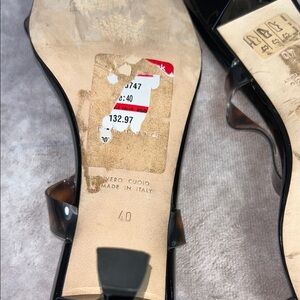 k
3747
e:40
132.97
VERO CUOIO
MADE IN ITALY
40